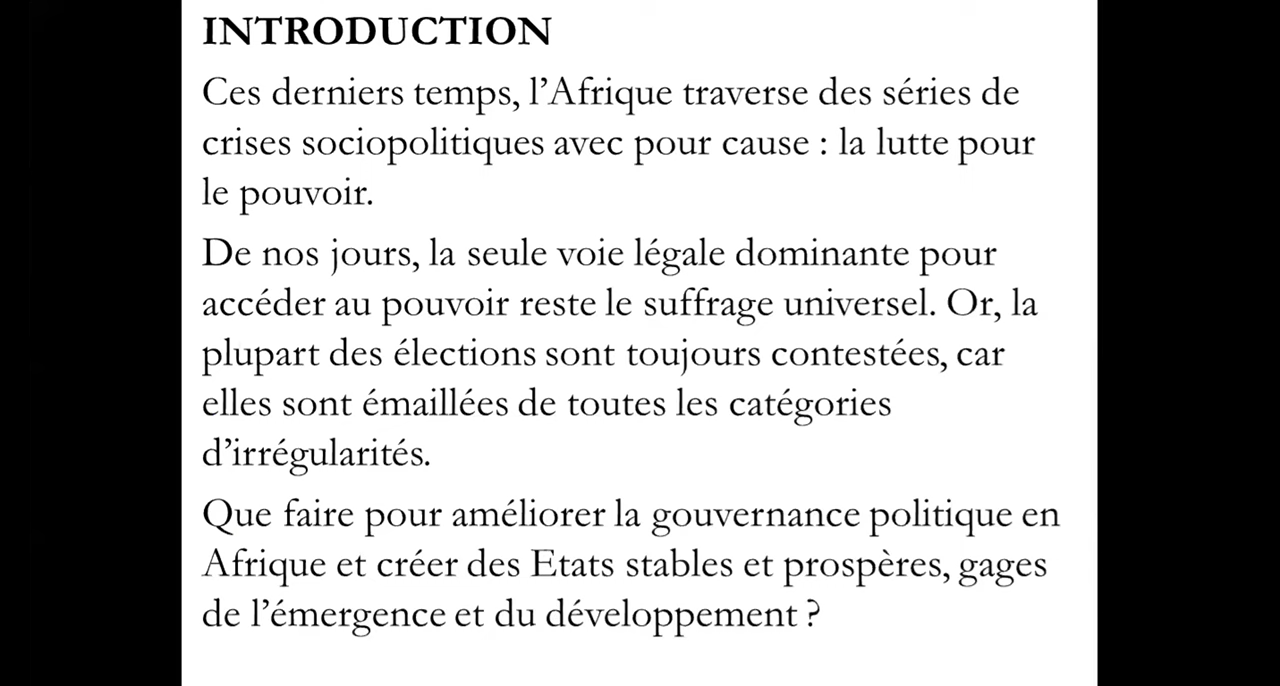 INTRODUCTION
Ces derniers temps, l’Afrique traverse des séries de
crises sociopolitiques avec pour cause : la lutte pour
le pouvoir.
De nos jours, la seule voie légale dominante pour
accéder au pouvoir reste le suffrage universel. Or, la
plupart des élections sont toujours contestées, car
elles sont émaillées de toutes les catégories
d’irrégularités.
Que faire pour améliorer la gouvernance politique en
Afrique et créer des Etats stables et prospères, gages
de l’émergence et du développement ?